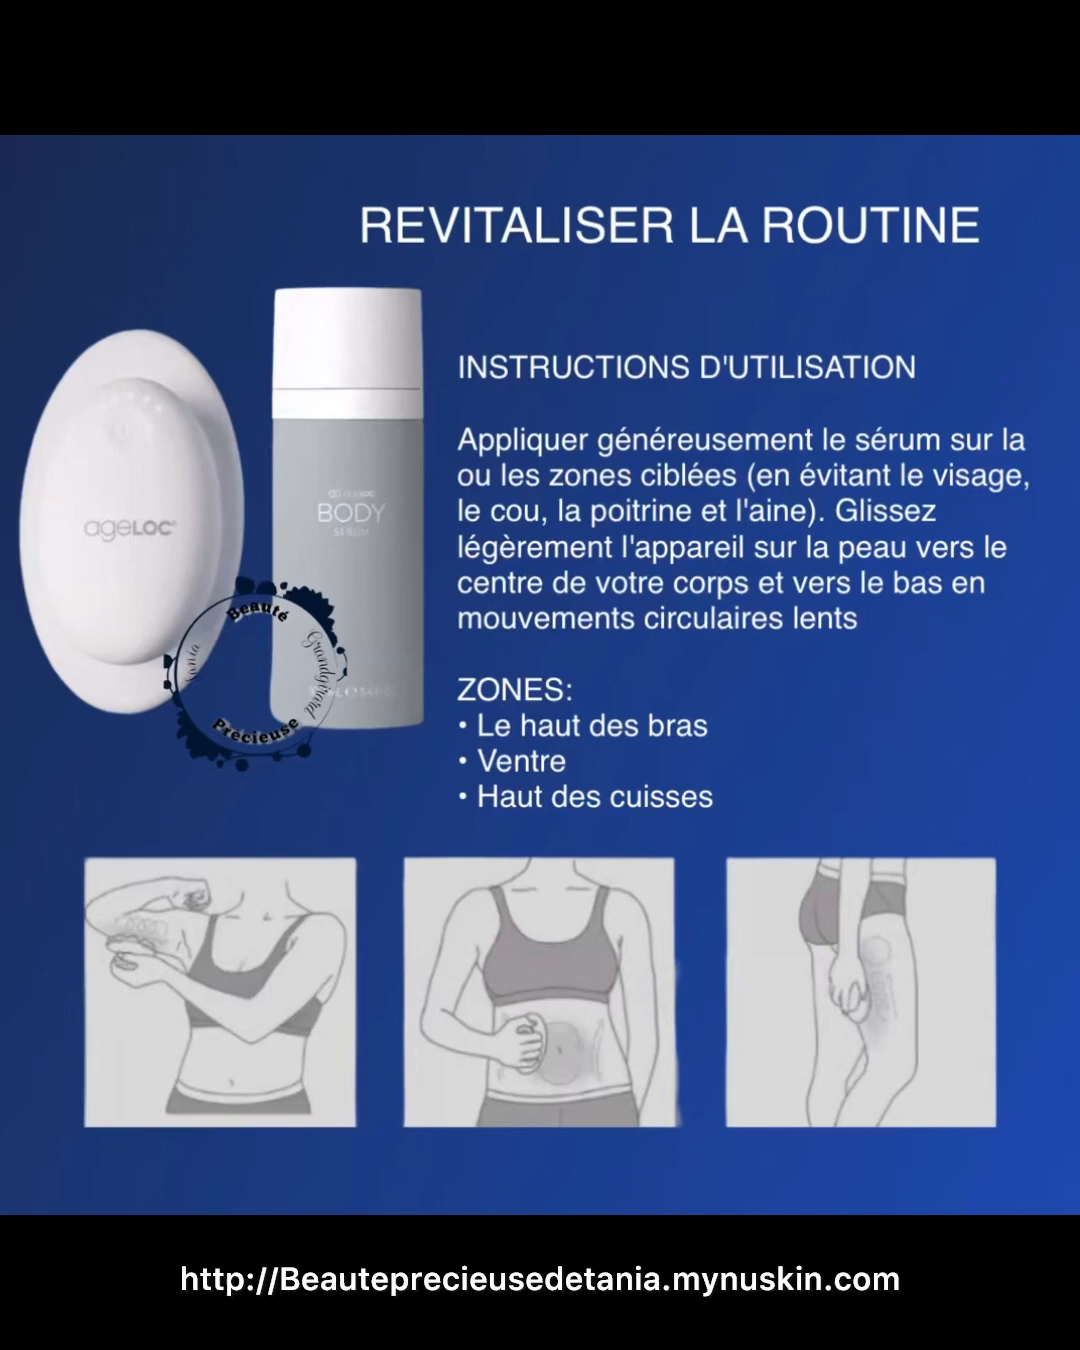 REVITALISER LA ROUTINE
INSTRUCTIONS D'UTILISATION
Appliquer généreusement le sérum sur la
ou les zones ciblées (en évitant le visage,
le cou, la poitrine et l'aine). Glissez
légèrement l'appareil sur la peau vers le
centre de votre corps et vers le bas en
mouvements circulaires lents
ZONES:
• Le haut des bras
• Ventre
• Haut des cuisses
ageLOC®
BODY
SERUM
Beauté
Précieuse
http://Beauteprecieusedetania.mynuskin.com